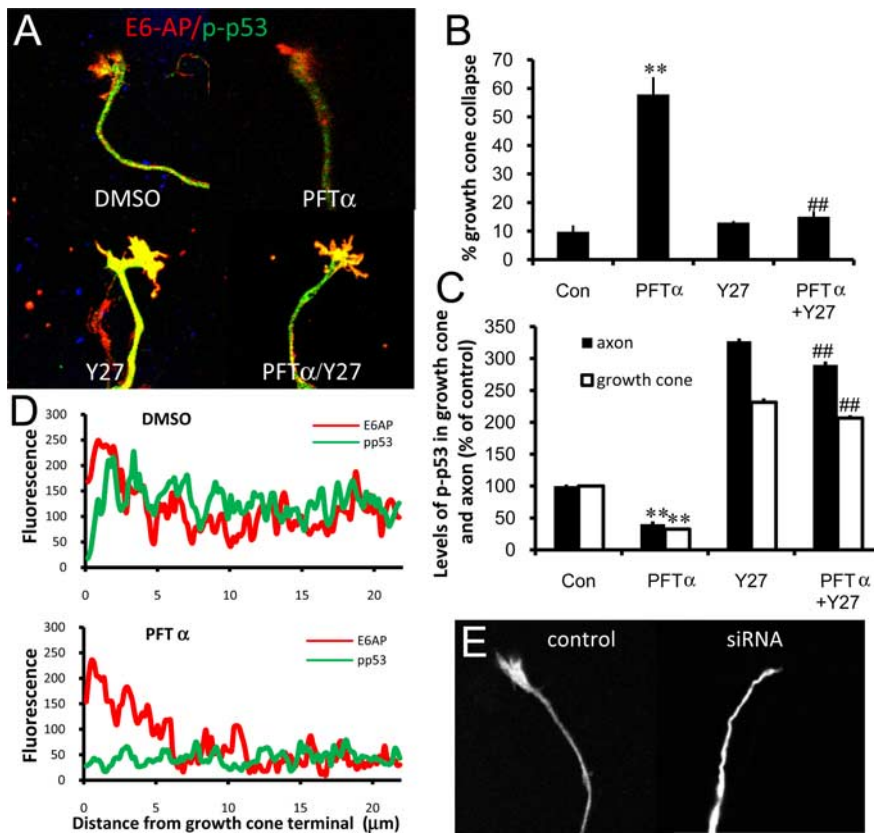 A
E6-AP/p-p53
DMSO
PFTα
Y27
PFTα/Y27
B
% growth cone collapse
70
60
50
40
30
20
10
0
**
##
Con
PFTα
Y27
PFTα
+Y27
C
Levels of p-p53 in growth cone
and axon (% of control)
350
300
250
200
150
100
50
0
axon
growth cone
**
**
##
##
Con
PFTα
Y27
PFTα
+Y27
D
DMSO
Fluorescence
300
250
200
150
100
50
0
E6AP
pp53
0
5
10
15
20
PFT α
Fluorescence
300
250
200
150
100
50
0
E6AP
pp53
0
5
10
15
20
Distance from growth cone terminal (μm)
E
control
siRNA